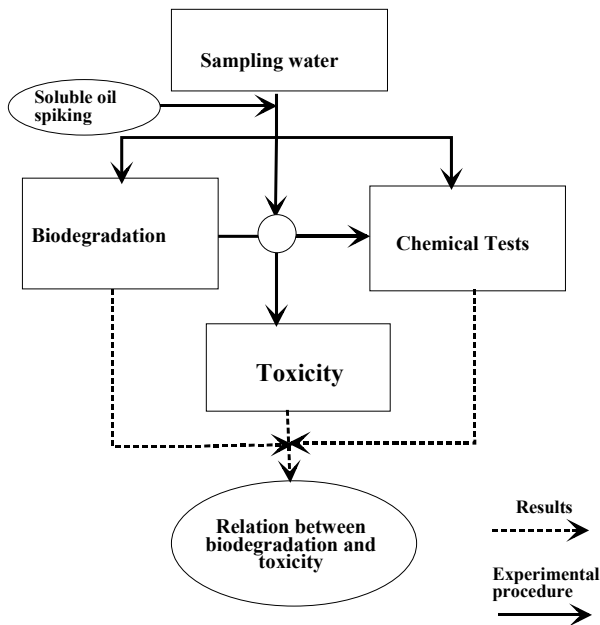 Sampling water
Soluble oil
spiking
Biodegradation
Chemical Tests
Toxicity
Relation between
biodegradation and
toxicity
Results
Experimental
procedure